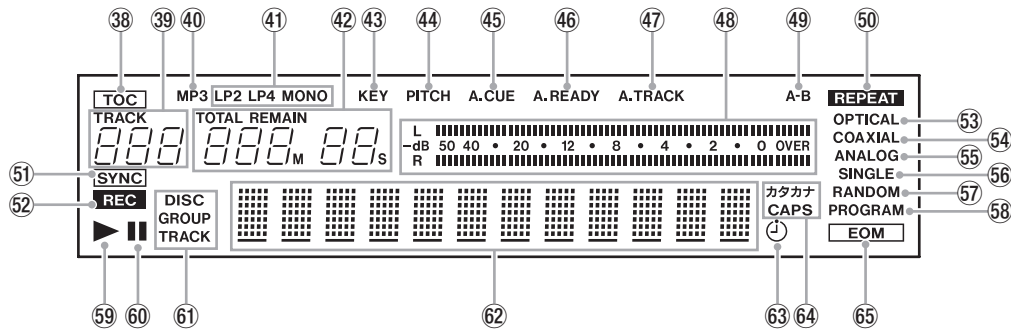 ㊳ ㊴ ㊵ ㊶ ㊷ ㊸ ㊹ ㊺ ㊻ ㊼ ㊽ ㊾ ㊿
TOC MP3 LP2 LP4 MONO KEY PITCH A.CUE A.READY A.TRACK A-B REPEAT
TRACK TOTAL REMAIN
888 888M 88S
L
-dB 50 40 • 20 • 12 • 8 • 4 • 2 • 0 OVER
R
OPTICAL 53
COAXIAL 54
ANALOG 55
SINGLE 56
RANDOM 57
PROGRAM 58
EOM
51 SYNC
52 REC
DISC
GROUP
TRACK
カタカナ
CAPS
59 60 61 62 63 64 65